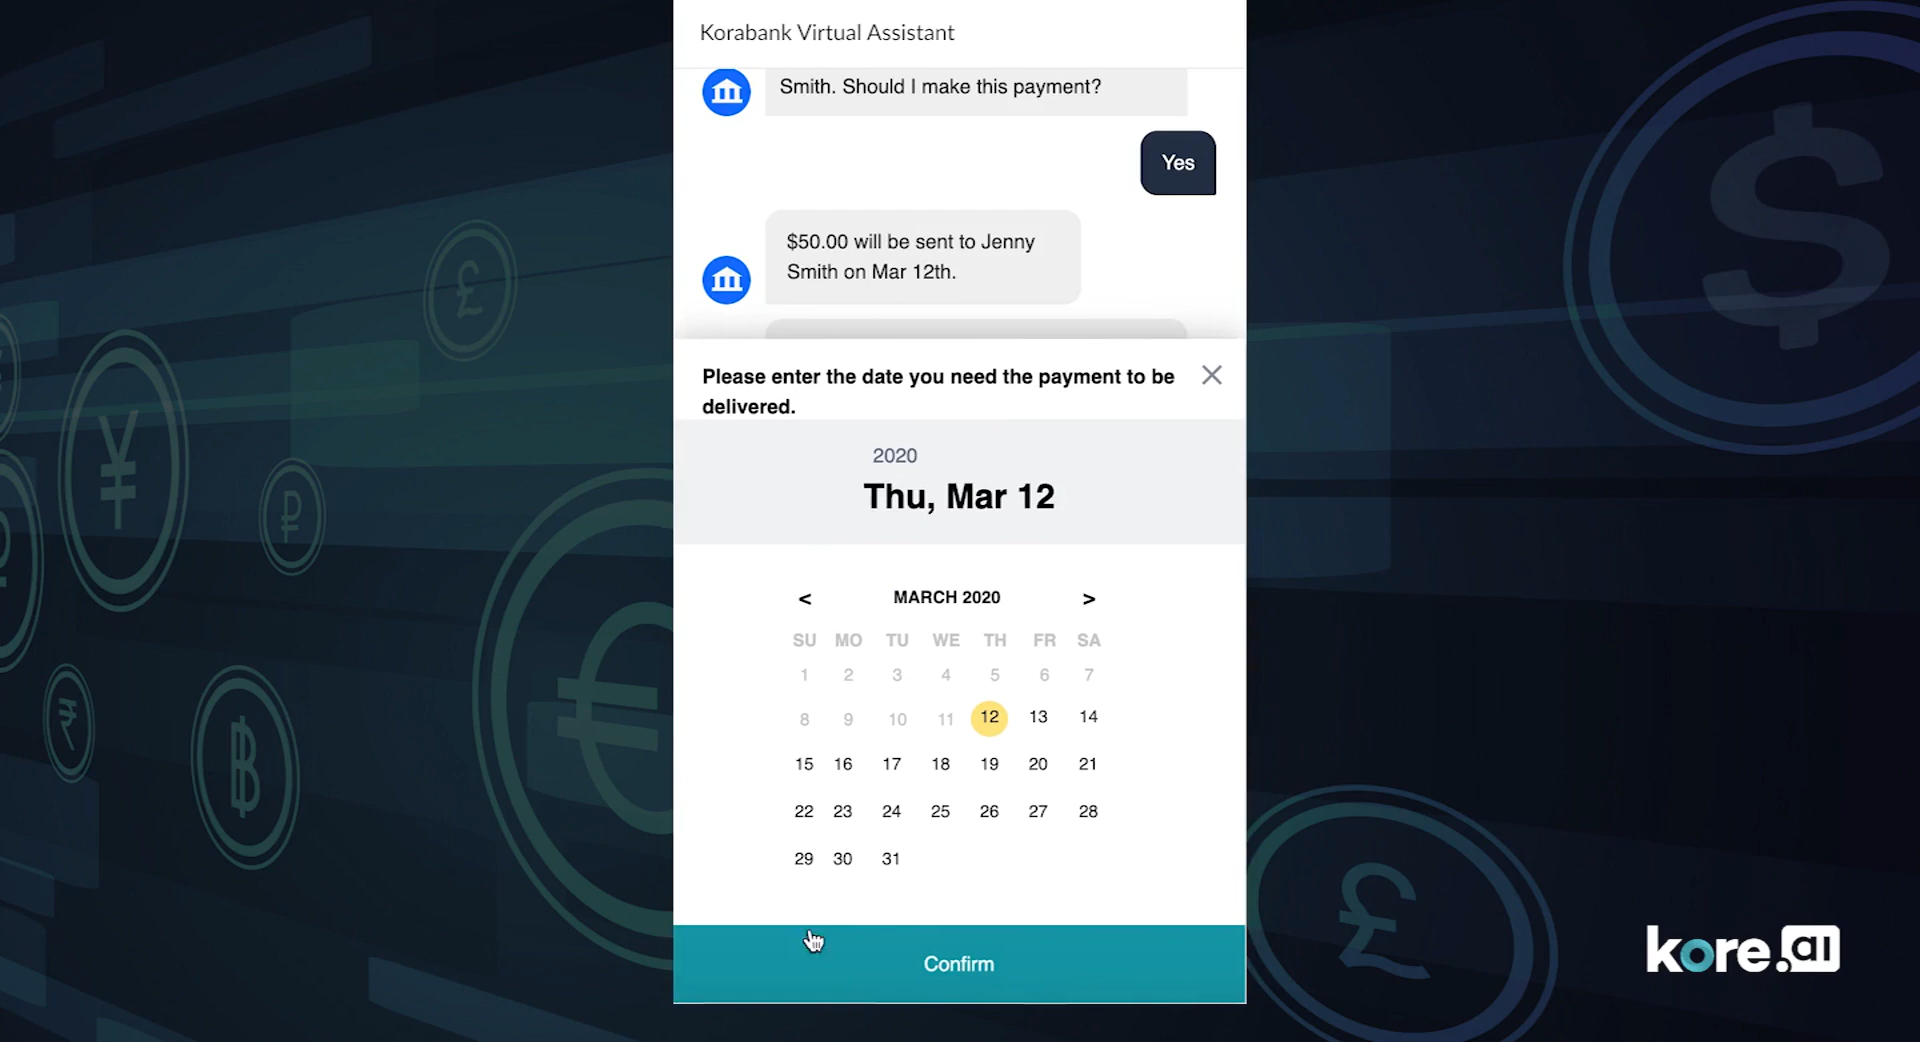 Korabank Virtual Assistant
Smith. Should I make this payment?
Yes
$50.00 will be sent to Jenny
Smith on Mar 12th.
Please enter the date you need the payment to be
delivered.
2020
Thu, Mar 12
< MARCH 2020 >
SU MO TU WE TH FR SA
1 2 3 4 5 6 7
8 9 10 11 12 13 14
15 16 17 18 19 20 21
22 23 24 25 26 27 28
29 30 31
Confirm
kore.ai